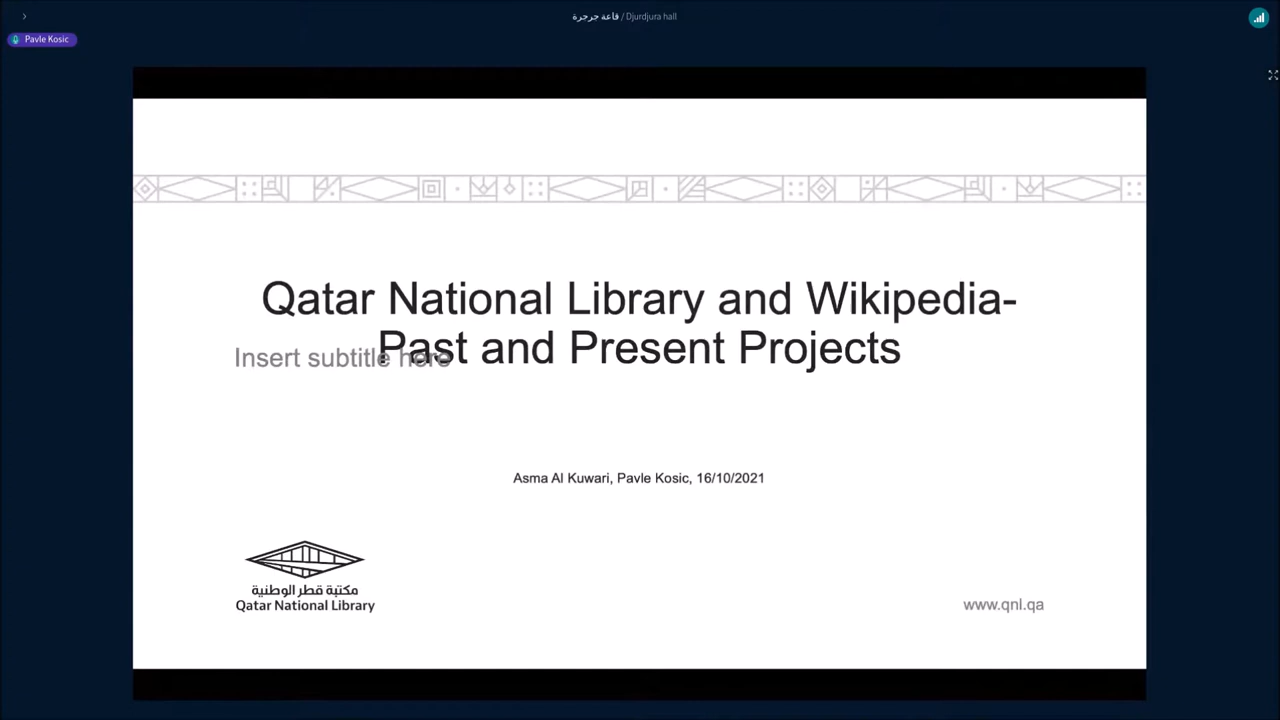 قاعة جرجرة / Djurdjura hall
Pavle Kosic
Qatar National Library and Wikipedia-
Past and Present Projects
Insert subtitle here
Asma Al Kuwari, Pavle Kosic, 16/10/2021
مكتبة قطر الوطنية
Qatar National Library
www.qnl.qa